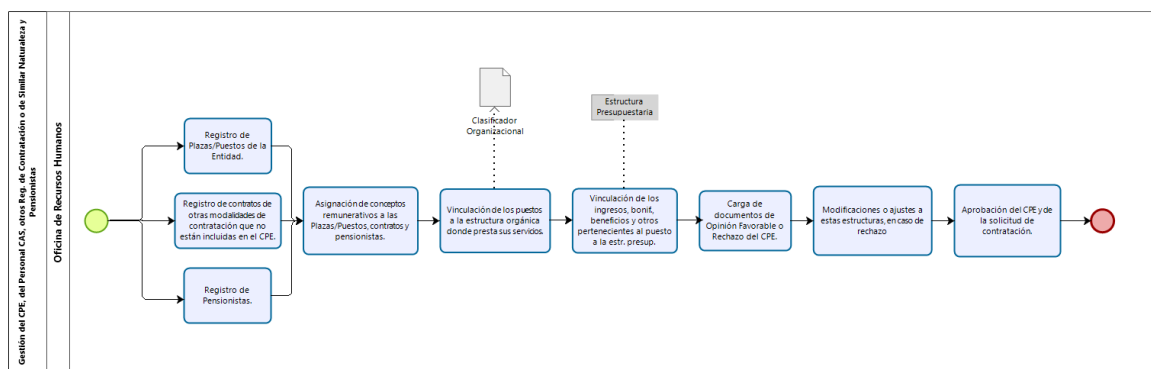 Gestión del CPE, del Personal CAS, otros Reg. de Contratación o de Similar Naturaleza y
Pensionistas
Oficina de Recursos Humanos
Registro de
Plazas/Puestos de la
Entidad.
Registro de contratos de
otras modalidades de
contratación que no
están incluidas en el CPE.
Registro de
Pensionistas.
Asignación de conceptos
remunerativos a las
Plazas/Puestos, contratos y
pensionistas.
Clasificador
Organizacional
Vinculación de los puestos
a la estructura orgánica
donde presta sus servicios.
Estructura
Presupuestaria
Vinculación de los
ingresos, bonif, beneficios y otros
pertenecientes al puesto
a la estr. presup.
Carga de
documentos de
Opinión Favorable o
Rechazo del CPE.
Modificaciones o ajustes a
estas estructuras, en caso de
rechazo
Aprobación del CPE y de
la solicitud de
contratación.